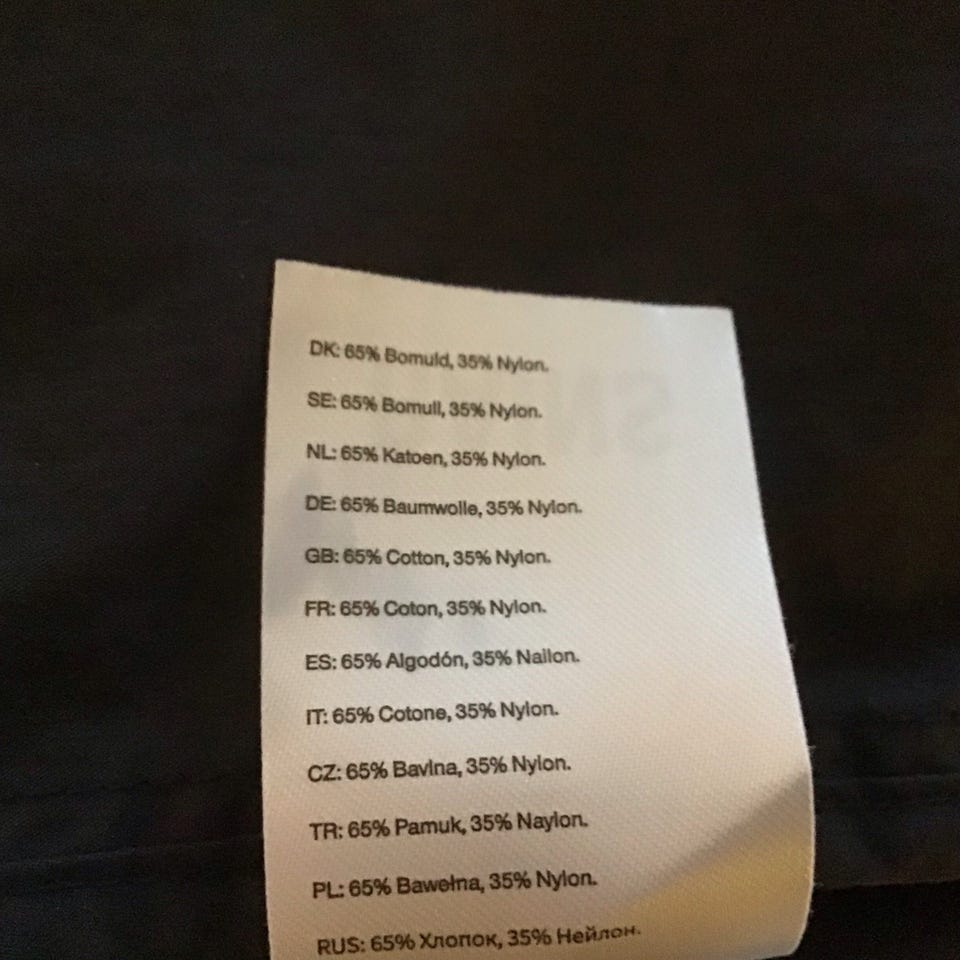 DK: 65% Bomuld, 35% Nylon.
SE: 65% Bomull, 35% Nylon.
NL: 65% Katoen, 35% Nylon.
DE: 65% Baumwolle, 35% Nylon.
GB: 65% Cotton, 35% Nylon.
FR: 65% Coton, 35% Nylon.
ES: 65% Algodón, 35% Nailon.
IT: 65% Cotone, 35% Nylon.
CZ: 65% Bavlna, 35% Nylon.
TR: 65% Pamuk, 35% Naylon.
PL: 65% Bawełna, 35% Nylon.
RUS: 65% Хлопок, 35% Нейлон.